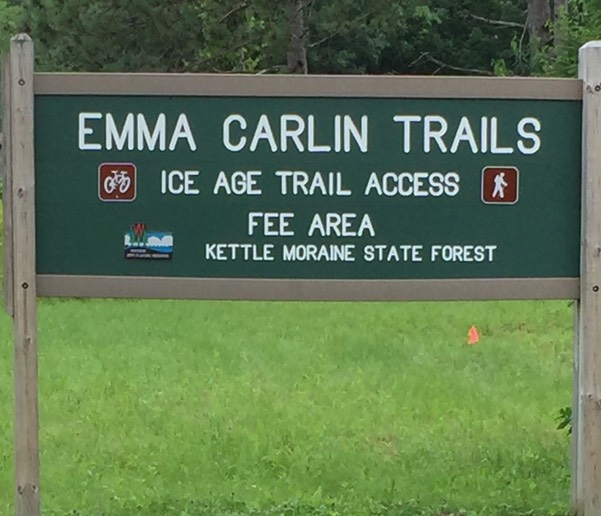 EMMA CARLIN TRAILS
ICE AGE TRAIL ACCESS
FEE AREA
KETTLE MORAINE STATE FOREST